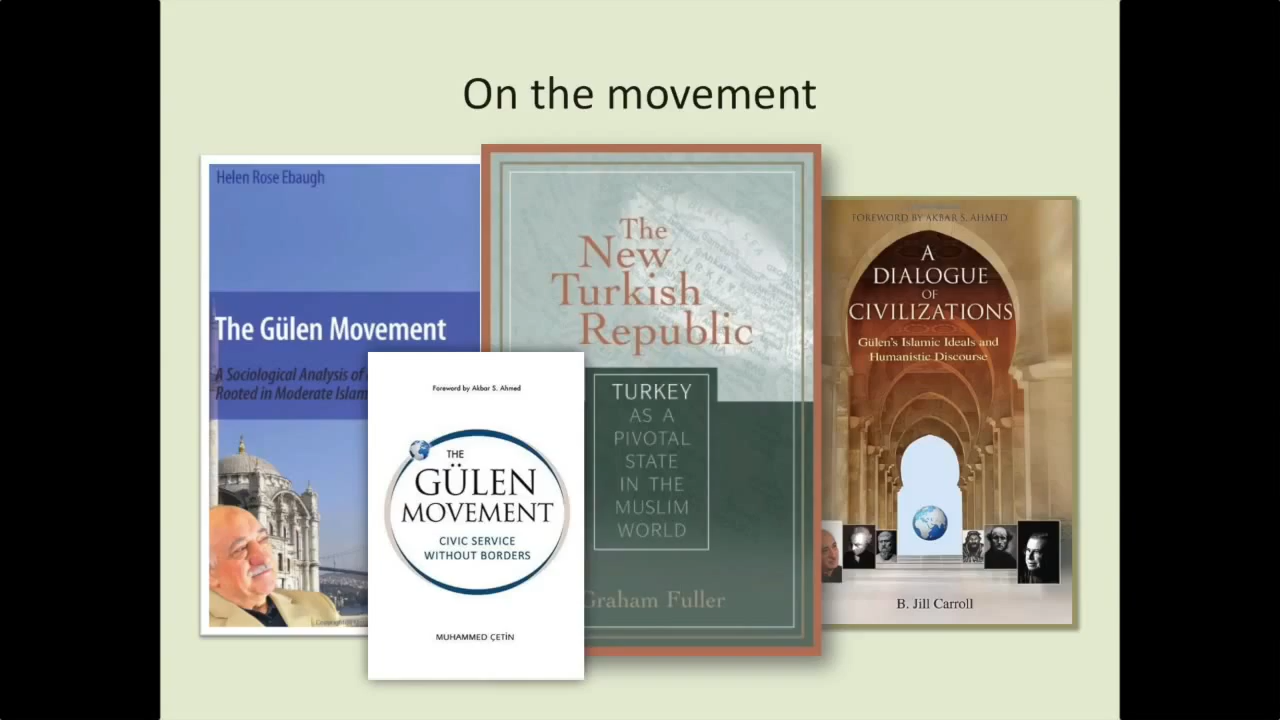 On the movement
Helen Rose Ebaugh
The Gülen Movement
A Sociological Analysis of
Rooted in Moderate Islam
Foreword by Akbar S. Ahmed
THE
GÜLEN
MOVEMENT
CIVIC SERVICE
WITHOUT BORDERS
MUHAMMED ÇETİN
The
New
Turkish
Republic
TURKEY
AS A
PIVOTAL
STATE
IN THE
MUSLIM
WORLD
Graham Fuller
FOREWORD BY AKBAR S. AHMED
A
DIALOGUE
OF
CIVILIZATIONS
Gülen's Islamic Ideals and
Humanistic Discourse
B. Jill Carroll